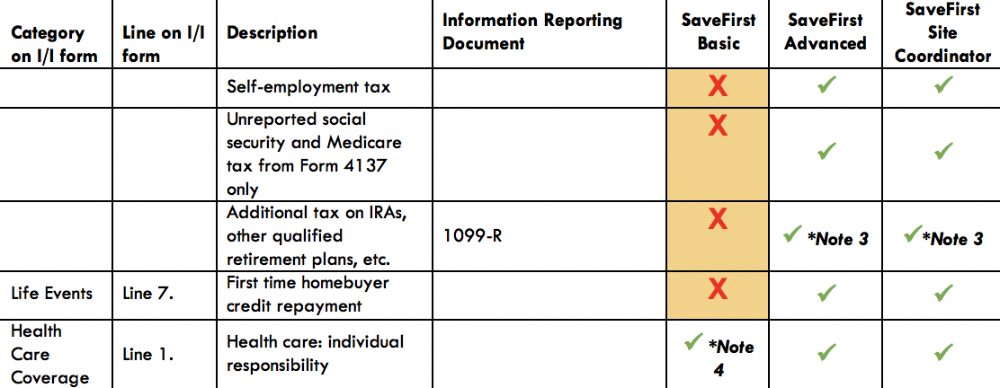 Category on I/I form | Line on I/I form | Description | Information Reporting Document | SaveFirst Basic | SaveFirst Advanced | SaveFirst Site Coordinator
Self-employment tax | X | ✓ | ✓
Unreported social security and Medicare tax from Form 4137 only | X | ✓ | ✓
Additional tax on IRAs, other qualified retirement plans, etc. | 1099-R | X | ✓ *Note 3 | ✓ *Note 3
Life Events | Line 7. | First time homebuyer credit repayment | X | ✓ | ✓
Health Care Coverage | Line 1. | Health care: individual responsibility | ✓ *Note 4 | ✓ | ✓